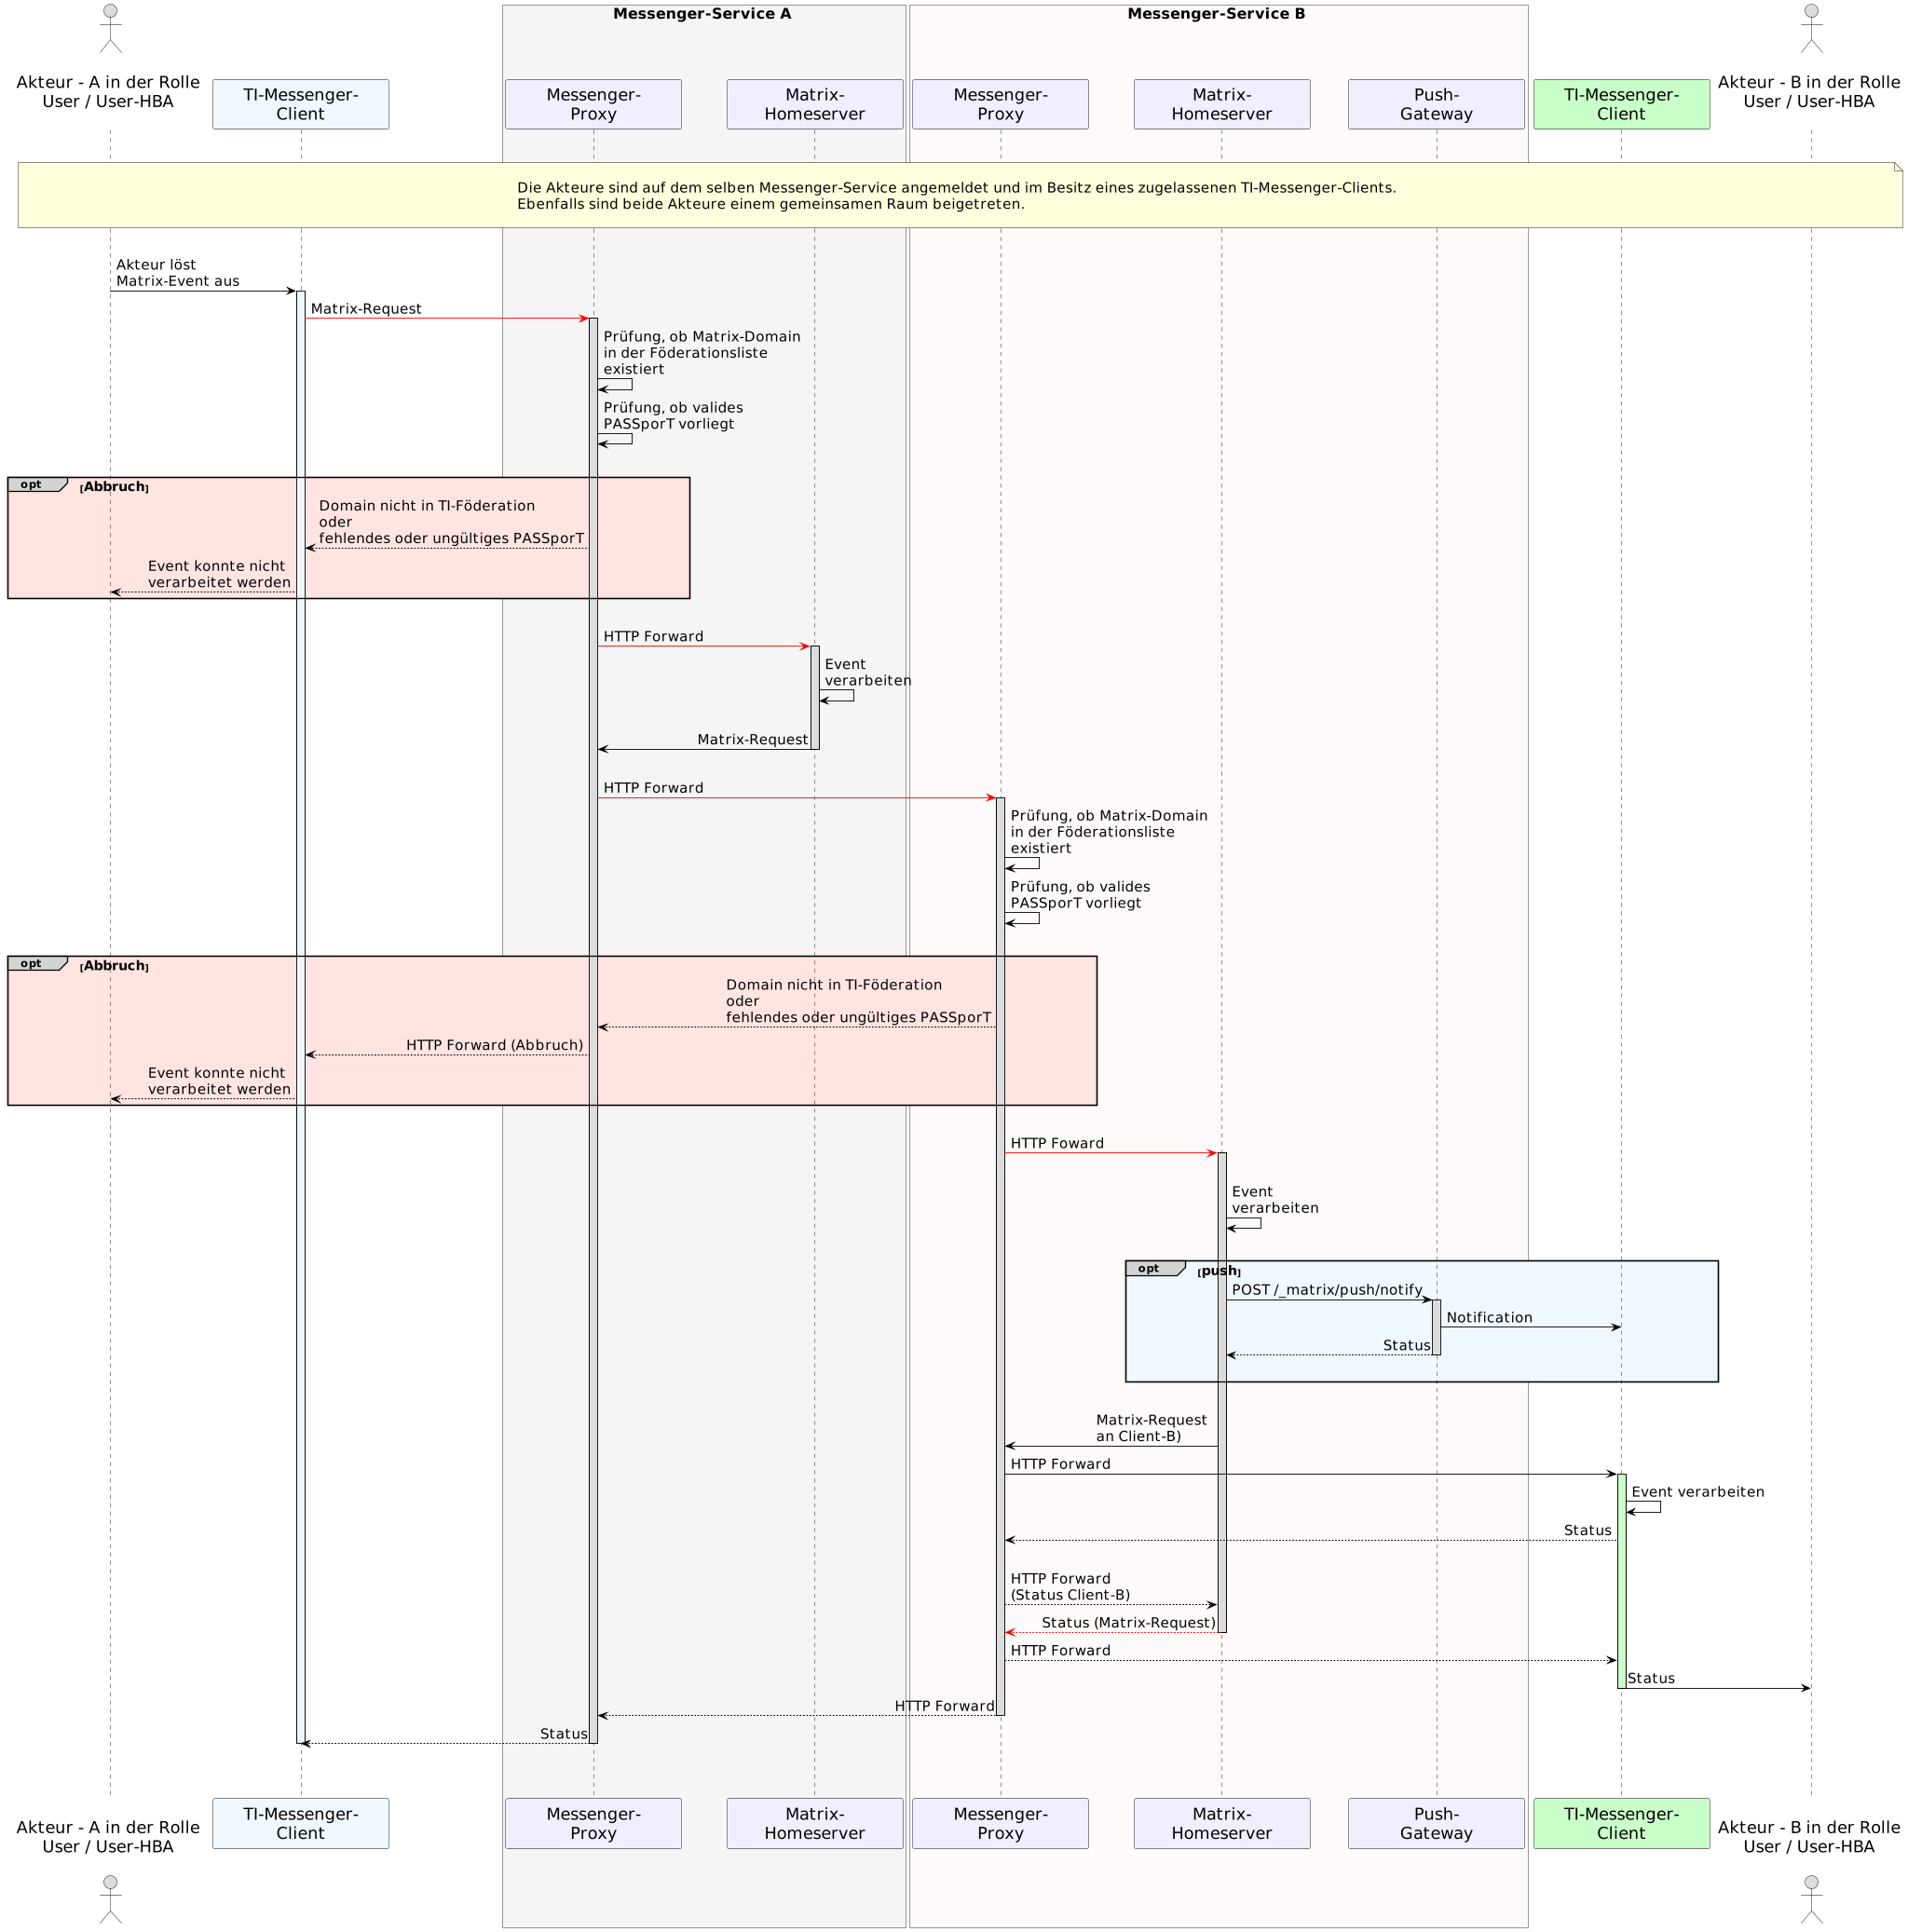 Messenger-Service A
Messenger-Service B
Akteur - A in der Rolle
User / User-HBA
TI-Messenger-
Client
Messenger-
Proxy
Matrix-
Homeserver
Messenger-
Proxy
Matrix-
Homeserver
Push-
Gateway
TI-Messenger-
Client
Akteur - B in der Rolle
User / User-HBA
Die Akteure sind auf dem selben Messenger-Service angemeldet und im Besitz eines zugelassenen TI-Messenger-Clients.
Ebenfalls sind beide Akteure einem gemeinsamen Raum beigetreten.
Akteur löst
Matrix-Event aus
Matrix-Request
Prüfung, ob Matrix-Domain
in der Föderationsliste
existiert
Prüfung, ob valides
PASSporT vorliegt
opt [Abbruch]
Domain nicht in TI-Föderation
oder
fehlendes oder ungültiges PASSporT
Event konnte nicht
verarbeitet werden
HTTP Forward
Event
verarbeiten
Matrix-Request
HTTP Forward
Prüfung, ob Matrix-Domain
in der Föderationsliste
existiert
Prüfung, ob valides
PASSporT vorliegt
opt [Abbruch]
Domain nicht in TI-Föderation
oder
fehlendes oder ungültiges PASSporT
HTTP Forward (Abbruch)
Event konnte nicht
verarbeitet werden
HTTP Foward
Event
verarbeiten
opt [push]
POST /_matrix/push/notify
Notification
Status
Matrix-Request
an Client-B)
HTTP Forward
Event verarbeiten
Status
HTTP Forward
(Status Client-B)
Status (Matrix-Request)
HTTP Forward
Status
HTTP Forward
Status
Akteur - A in der Rolle
User / User-HBA
TI-Messenger-
Client
Messenger-
Proxy
Matrix-
Homeserver
Messenger-
Proxy
Matrix-
Homeserver
Push-
Gateway
TI-Messenger-
Client
Akteur - B in der Rolle
User / User-HBA